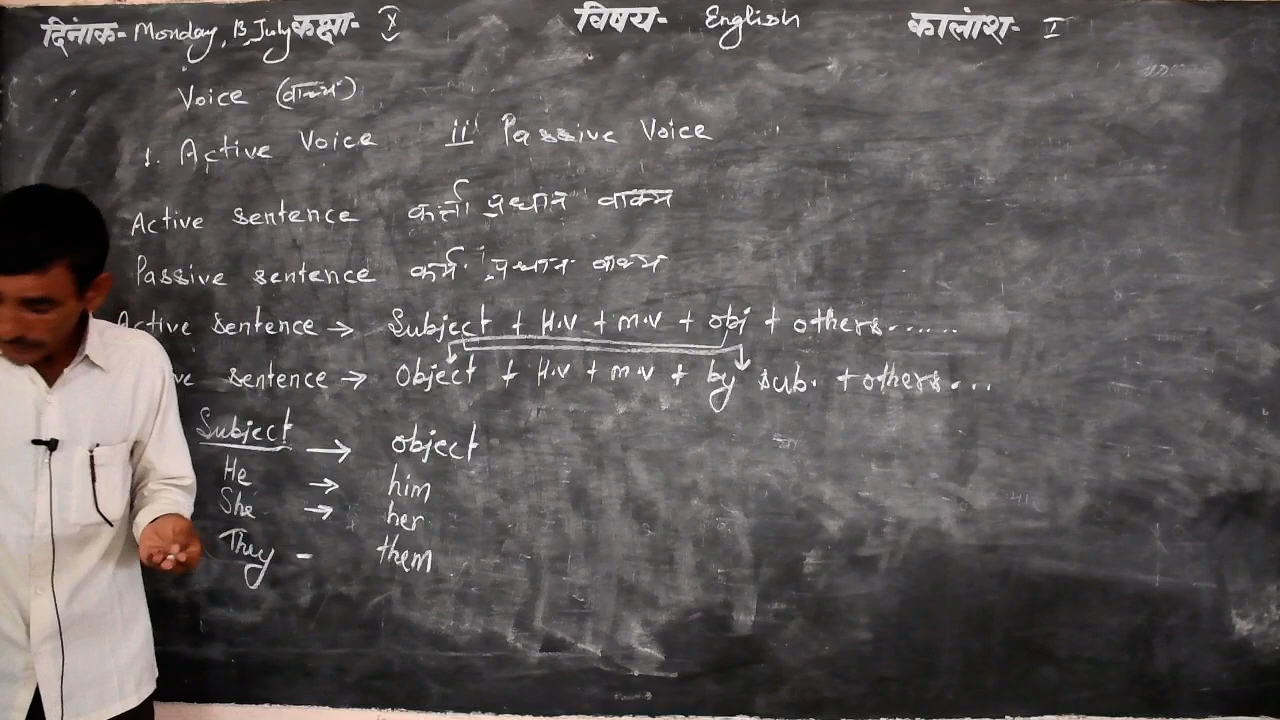 दिनांक- Monday, 13, July कक्षा- X विषय- English कालांश- I
Voice (वाच्य)
1. Active Voice ii Passive Voice
Active sentence कर्ता प्रधान वाक्य
Passive sentence कर्म प्रधान वाक्य
Active sentence → Subject + H.V + m.v + obj + others......
ve sentence → Object + H.V + m.v + by sub. + others...
Subject → object
He → him
She → her
They - them